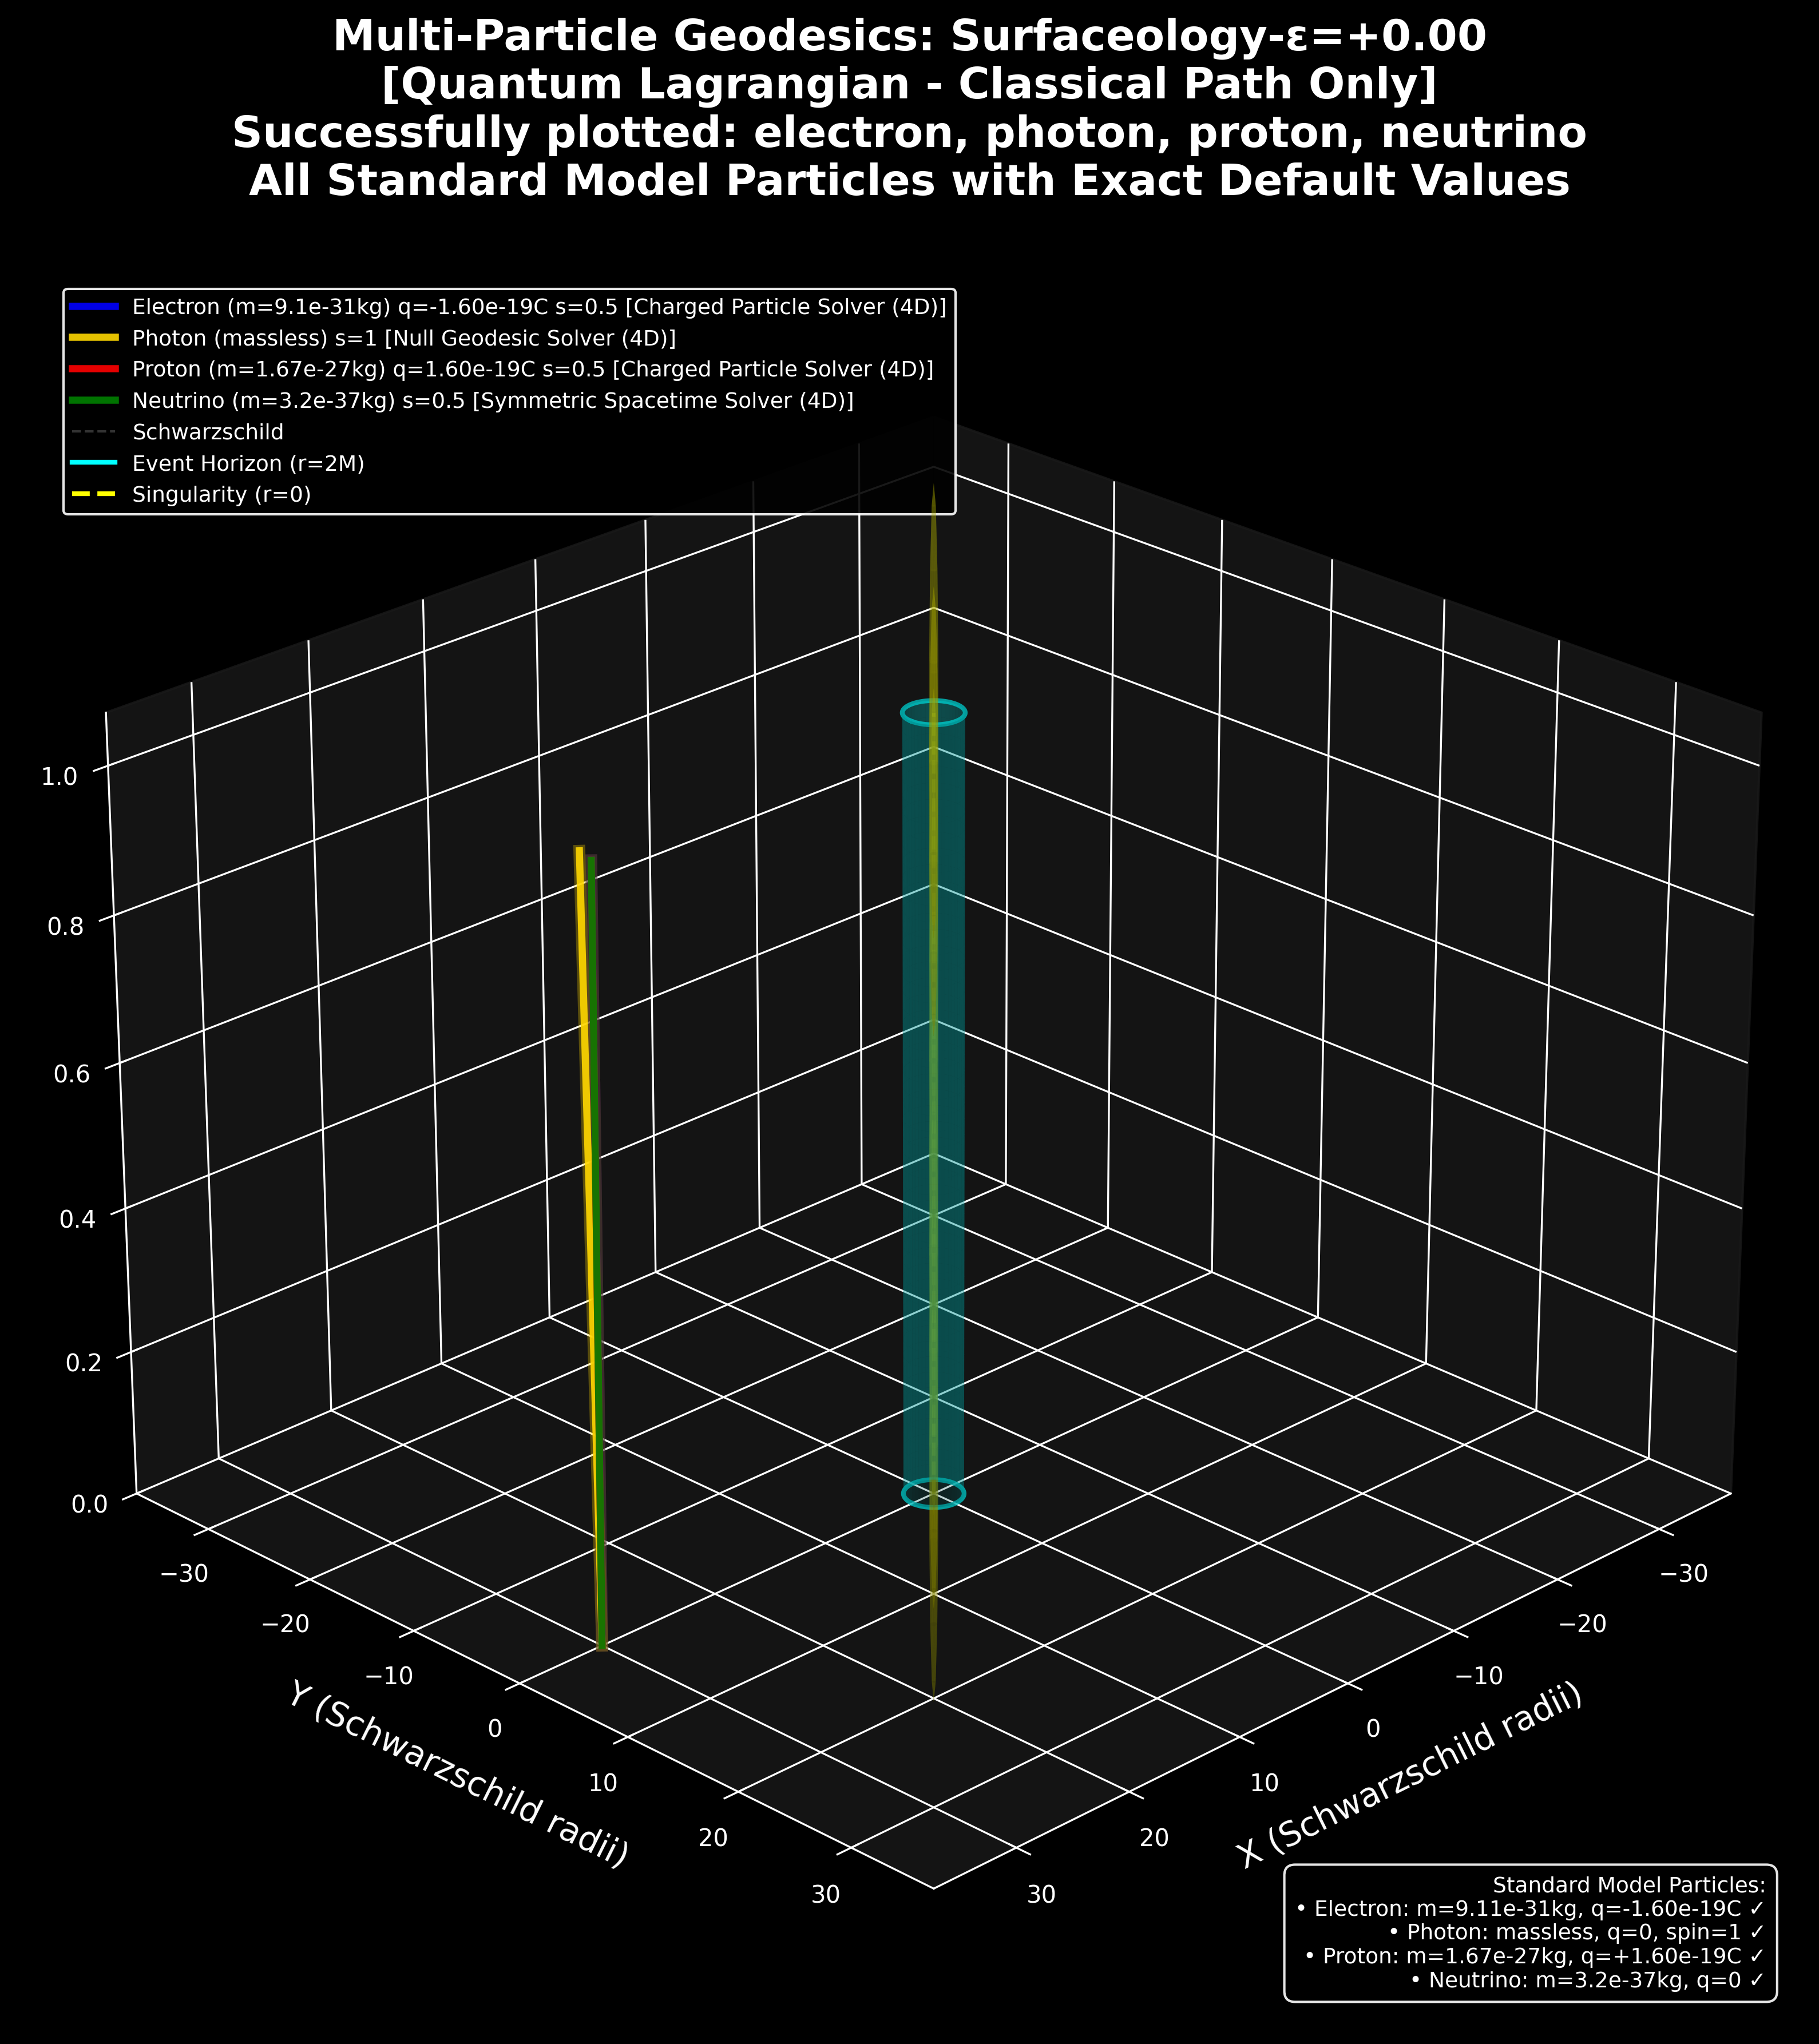 Multi-Particle Geodesics: Surfaceology-ε=+0.00
[Quantum Lagrangian - Classical Path Only]
Successfully plotted: electron, photon, proton, neutrino
All Standard Model Particles with Exact Default Values
Electron (m=9.1e-31kg) q=-1.60e-19C s=0.5 [Charged Particle Solver (4D)]
Photon (massless) s=1 [Null Geodesic Solver (4D)]
Proton (m=1.67e-27kg) q=1.60e-19C s=0.5 [Charged Particle Solver (4D)]
Neutrino (m=3.2e-37kg) s=0.5 [Symmetric Spacetime Solver (4D)]
Schwarzschild
Event Horizon (r=2M)
Singularity (r=0)
1.0
0.8
0.6
0.4
0.2
0.0
−30
−20
−10
0
10
20
30
Y (Schwarzschild radii)
−30
−20
−10
0
10
20
30
X (Schwarzschild radii)
Standard Model Particles:
• Electron: m=9.11e-31kg, q=-1.60e-19C ✓
• Photon: massless, q=0, spin=1 ✓
• Proton: m=1.67e-27kg, q=+1.60e-19C ✓
• Neutrino: m=3.2e-37kg, q=0 ✓